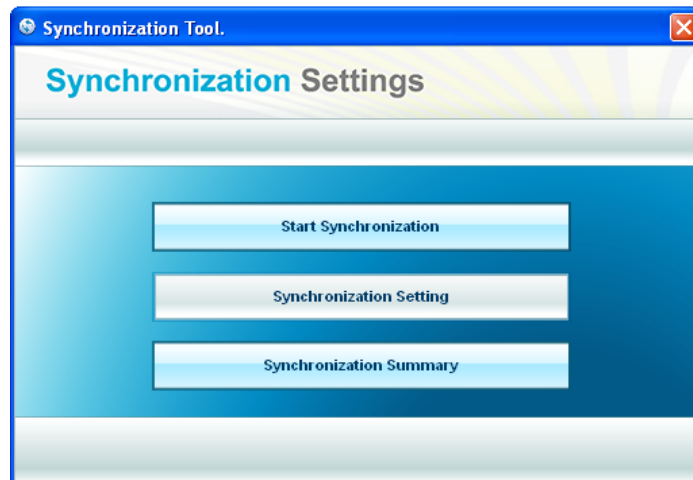 Synchronization Tool.
Synchronization Settings
Start Synchronization
Synchronization Setting
Synchronization Summary